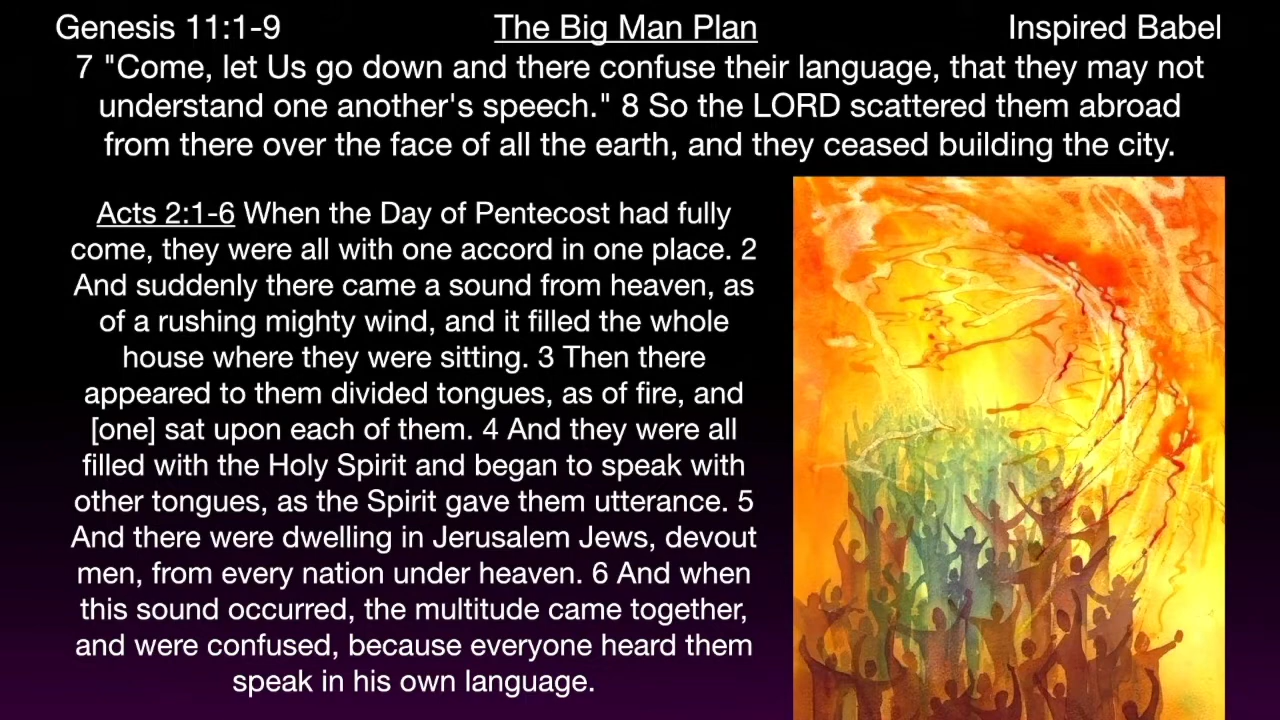 Genesis 11:1-9 The Big Man Plan Inspired Babel
7 "Come, let Us go down and there confuse their language, that they may not
understand one another's speech." 8 So the LORD scattered them abroad
from there over the face of all the earth, and they ceased building the city.
Acts 2:1-6 When the Day of Pentecost had fully
come, they were all with one accord in one place. 2
And suddenly there came a sound from heaven, as
of a rushing mighty wind, and it filled the whole
house where they were sitting. 3 Then there
appeared to them divided tongues, as of fire, and
[one] sat upon each of them. 4 And they were all
filled with the Holy Spirit and began to speak with
other tongues, as the Spirit gave them utterance. 5
And there were dwelling in Jerusalem Jews, devout
men, from every nation under heaven. 6 And when
this sound occurred, the multitude came together,
and were confused, because everyone heard them
speak in his own language.